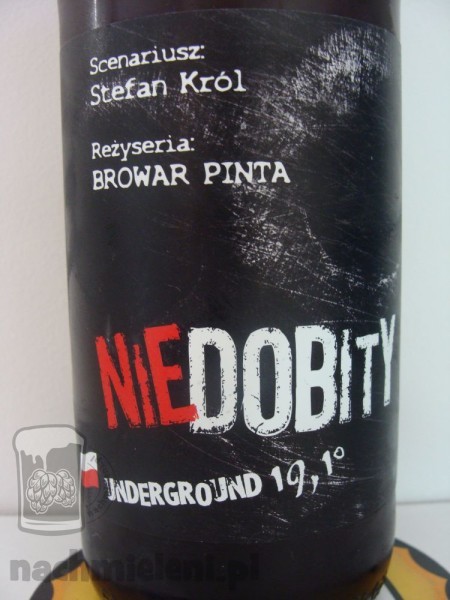 Scenariusz:
Stefan Król
Reżyseria:
BROWAR PINTA
NiEDOBiTY
UNDERGROUND 19,1°
nachmieleni.pl